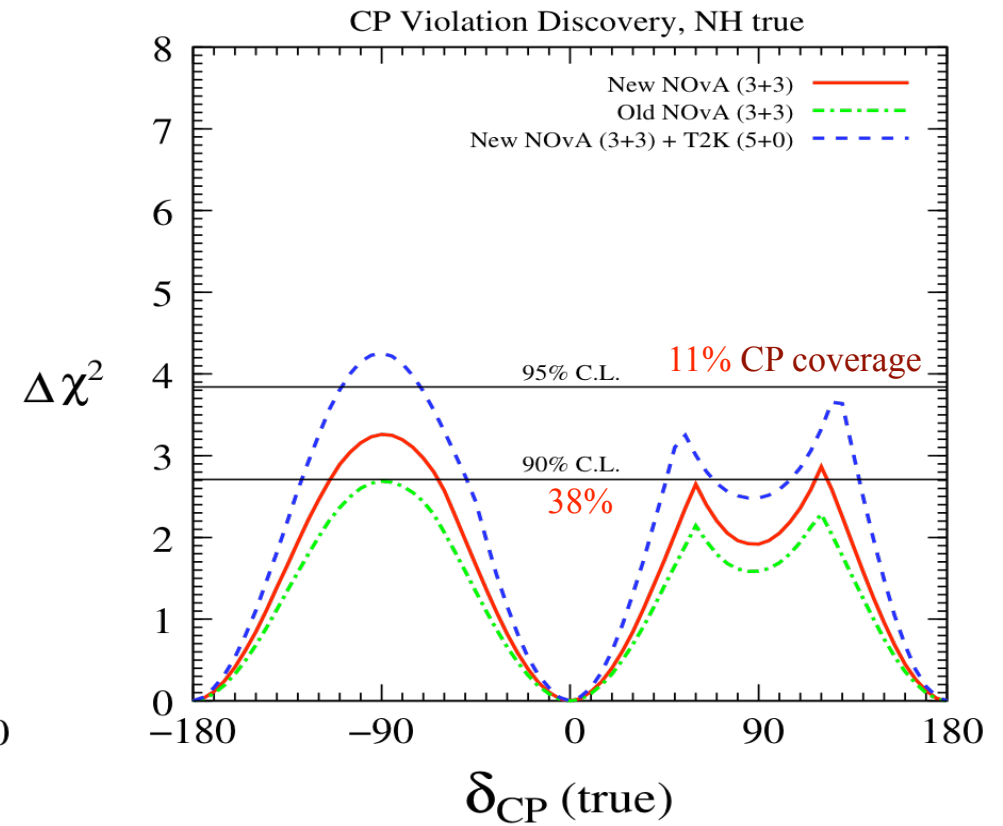 CP Violation Discovery, NH true
8
New NOvA (3+3)
Old NOvA (3+3)
7
New NOvA (3+3) + T2K (5+0)
6
5
11% CP coverage
95% C.L.
4
Δχ²
3
90% C.L.
38%
2
1
0
0
−180
−90
0
90
180
δCP (true)